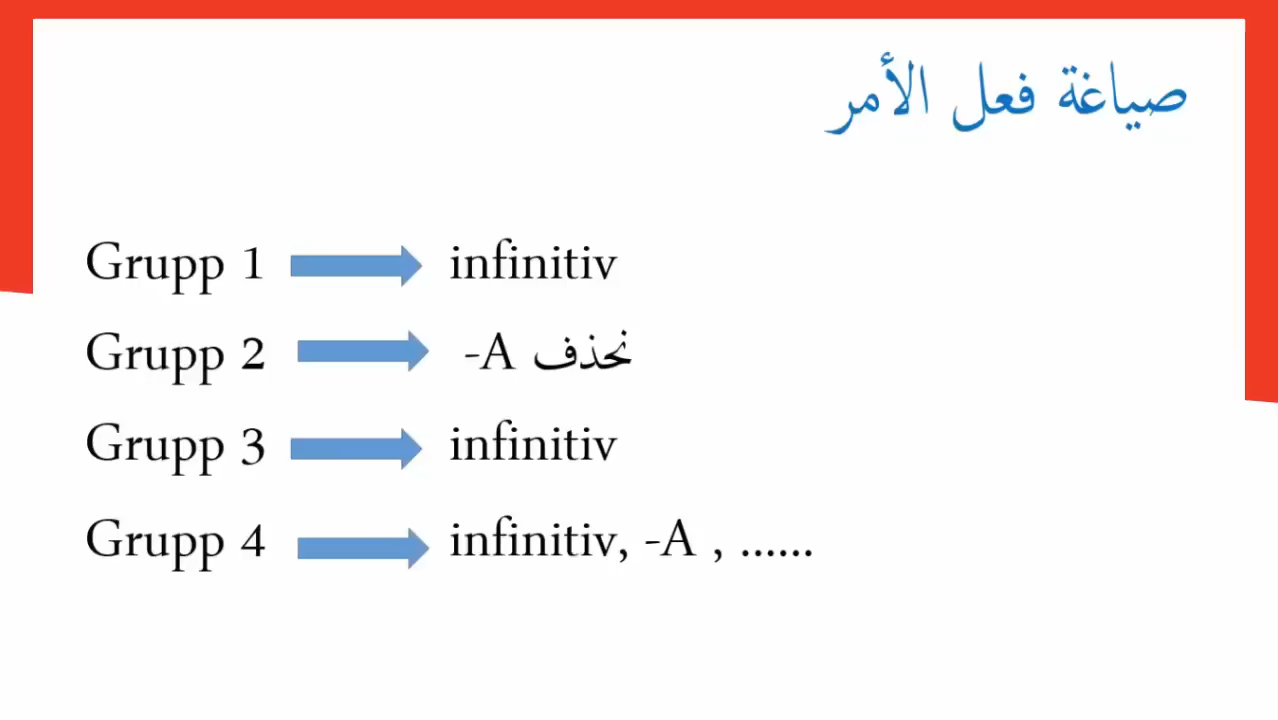 صياغة فعل الأمر
Grupp 1 infinitiv
Grupp 2 -A نحذف
Grupp 3 infinitiv
Grupp 4 infinitiv, -A , ......